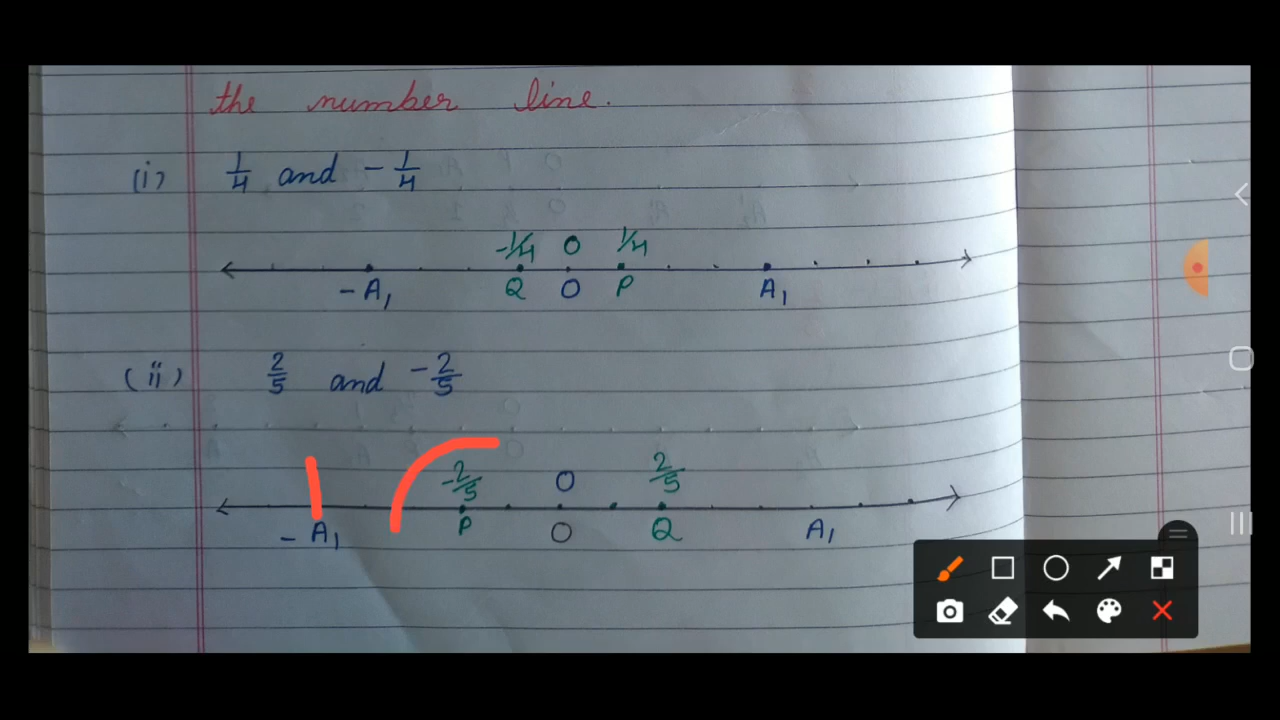 the number line.
(i) 1/4 and - 1/4
-1/4 0 1/4
- A1 Q O P A1
(ii) 2/5 and - 2/5
-2/5 0 2/5
- A1 P O Q A1